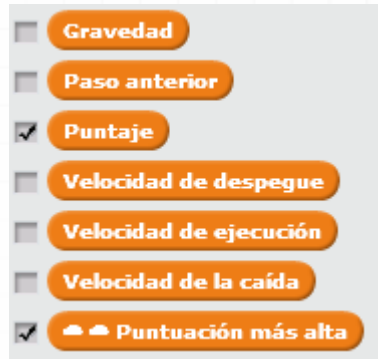 Gravedad
Paso anterior
Puntaje
Velocidad de despegue
Velocidad de ejecución
Velocidad de la caída
Puntuación más alta